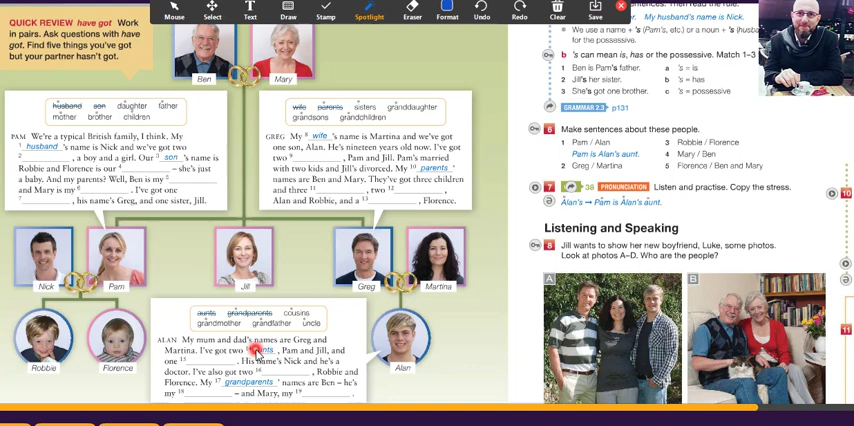 Mouse Select Text Draw Stamp Spotlight Eraser Format Undo Redo Clear Save
QUICK REVIEW have got Work
in pairs. Ask questions with have
got. Find five things you've got
but your partner hasn't got.
Ben
Mary
husband son daughter father
mother brother children
PAM We're a typical British family, I think. My
1 husband 's name is Nick and we've got two
2 , a boy and a girl. Our 3 son 's name is
Robbie and Florence is our 4 – she's just
a baby. And my parents? Well, Ben is my 5
and Mary is my 6 . I've got one
7 , his name's Greg, and one sister, Jill.
wife parents sisters granddaughter
grandsons grandchildren
GREG My 8 wife 's name is Martina and we've got
one son, Alan. He's nineteen years old now. I've got
two 9 , Pam and Jill. Pam's married
with two kids and Jill's divorced. My 10 parents '
names are Ben and Mary. They've got three children
and three 11 , two 12 ,
Alan and Robbie, and a 13 , Florence.
Nick
Pam
Jill
Greg
Martina
Robbie
Florence
aunts grandparents cousins
grandmother grandfather uncle
ALAN My mum and dad's names are Greg and
Martina. I've got two nts , Pam and Jill, and
one 15 . His name's Nick and he's a
doctor. I've also got two 16 , Robbie and
Florence. My 17 grandparents ' names are Ben – he's
my 18 – and Mary, my 19 .
Alan
My husband's name is Nick.
We use a name + 's (Pam's, etc.) or a noun + 's
for the possessive.
b 's can mean is, has or the possessive. Match 1–3
1 Ben is Pam's father. a 's = is
2 Jill's her sister. b 's = has
3 She's got one brother. c 's = possessive
GRAMMAR 2.3 p131
6 Make sentences about these people.
1 Pam / Alan 3 Robbie / Florence
Pam is Alan's aunt. 4 Mary / Ben
2 Greg / Martina 5 Florence / Ben and Mary
7 38 PRONUNCIATION Listen and practise. Copy the stress.
Alan's → Pam is Alan's aunt.
Listening and Speaking
8 Jill wants to show her new boyfriend, Luke, some photos.
Look at photos A–D. Who are the people?
A
B
10
11